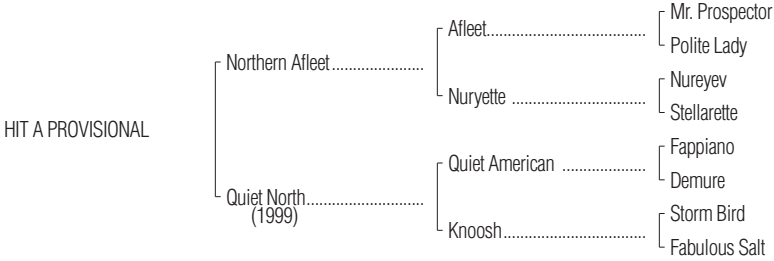 Mr. Prospector
Afleet
Polite Lady
Northern Afleet
Nureyev
Nuryette
Stellarette
HIT A PROVISIONAL
Fappiano
Quiet American
Demure
Quiet North
(1999)
Storm Bird
Knoosh
Fabulous Salt